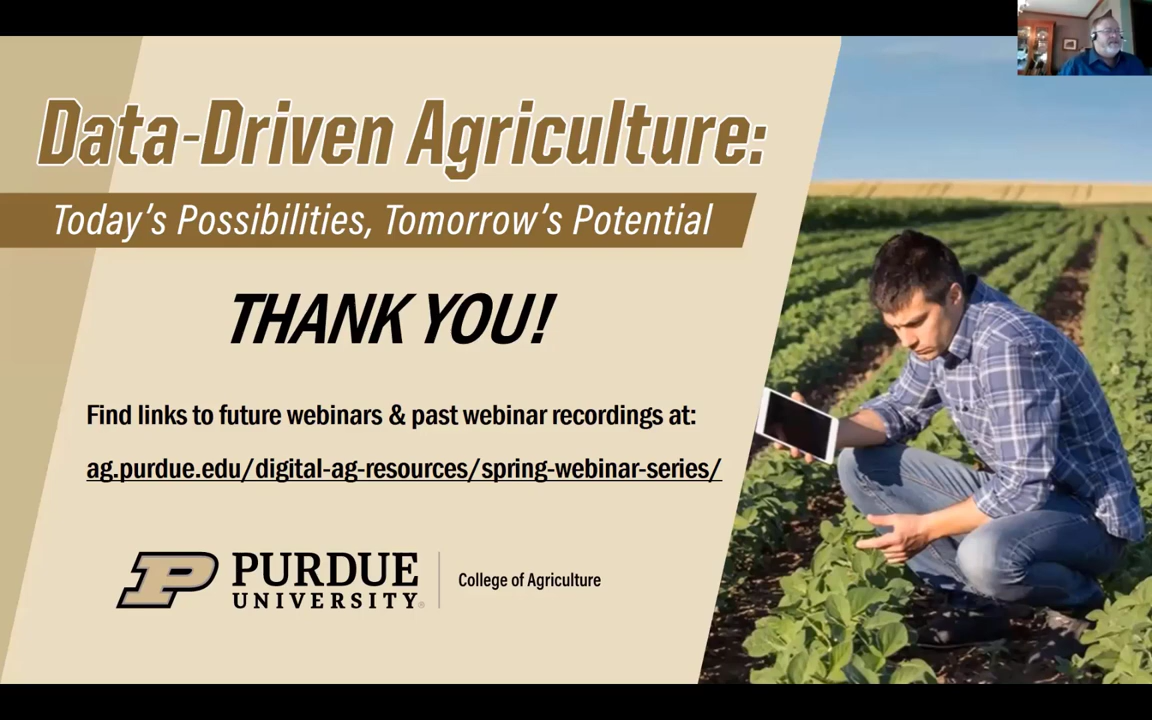 Data-Driven Agriculture:
Today's Possibilities, Tomorrow's Potential
THANK YOU!
Find links to future webinars & past webinar recordings at:
ag.purdue.edu/digital-ag-resources/spring-webinar-series/
P PURDUE
UNIVERSITY®
College of Agriculture